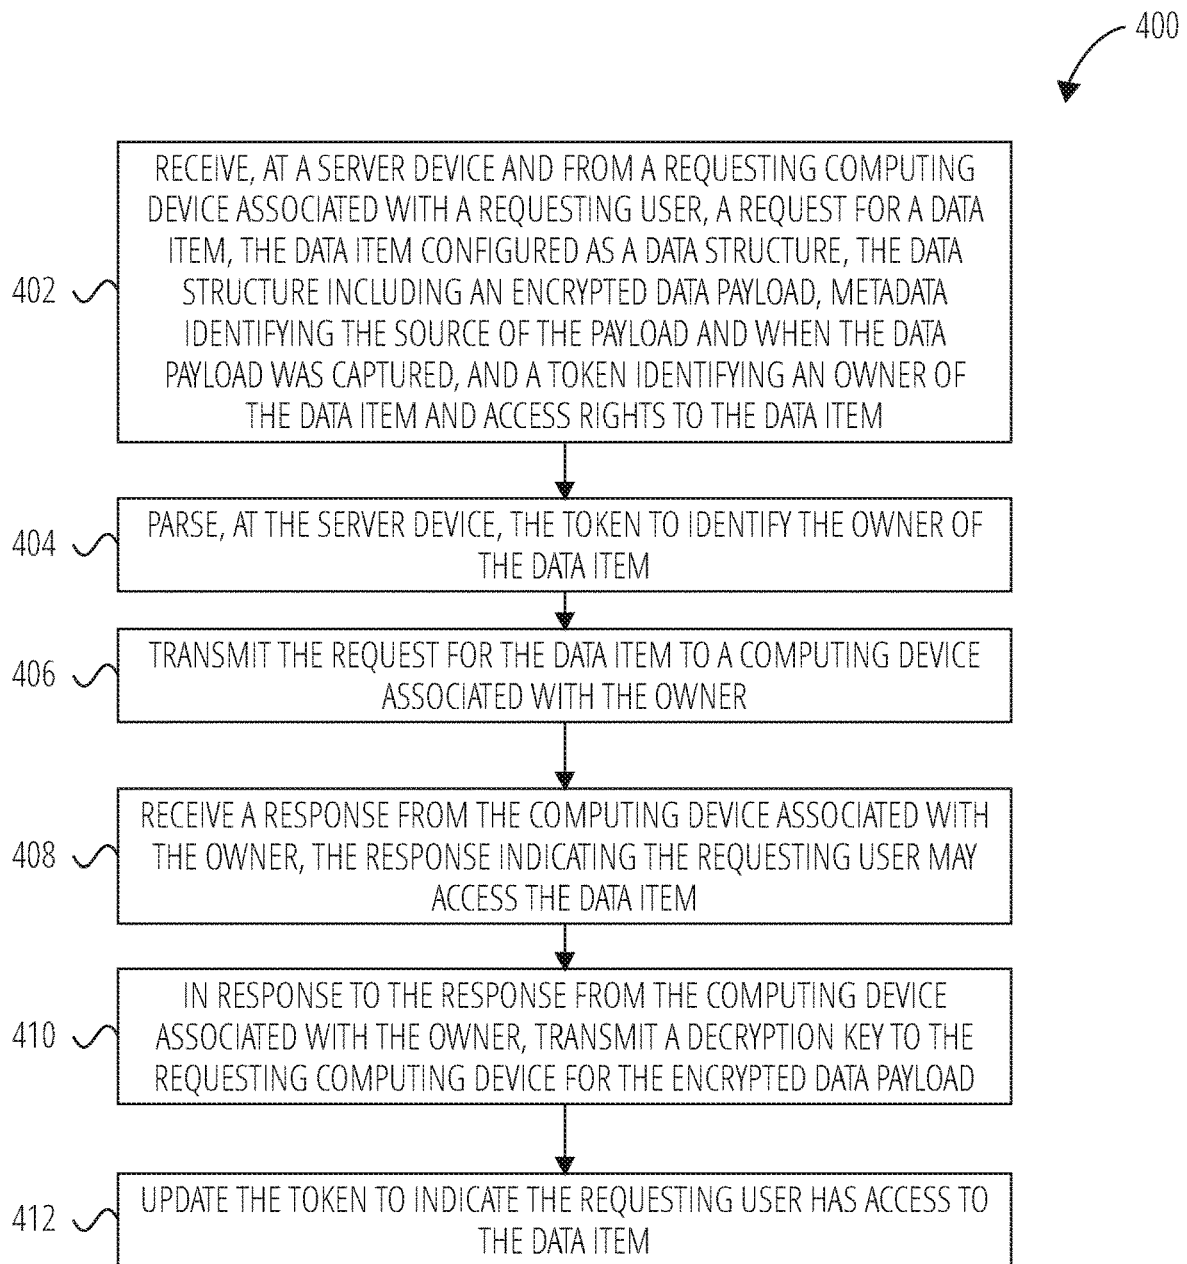 400
402
RECEIVE, AT A SERVER DEVICE AND FROM A REQUESTING COMPUTING
DEVICE ASSOCIATED WITH A REQUESTING USER, A REQUEST FOR A DATA
ITEM, THE DATA ITEM CONFIGURED AS A DATA STRUCTURE, THE DATA
STRUCTURE INCLUDING AN ENCRYPTED DATA PAYLOAD, METADATA
IDENTIFYING THE SOURCE OF THE PAYLOAD AND WHEN THE DATA
PAYLOAD WAS CAPTURED, AND A TOKEN IDENTIFYING AN OWNER OF
THE DATA ITEM AND ACCESS RIGHTS TO THE DATA ITEM
404
PARSE, AT THE SERVER DEVICE, THE TOKEN TO IDENTIFY THE OWNER OF
THE DATA ITEM
406
TRANSMIT THE REQUEST FOR THE DATA ITEM TO A COMPUTING DEVICE
ASSOCIATED WITH THE OWNER
408
RECEIVE A RESPONSE FROM THE COMPUTING DEVICE ASSOCIATED WITH
THE OWNER, THE RESPONSE INDICATING THE REQUESTING USER MAY
ACCESS THE DATA ITEM
410
IN RESPONSE TO THE RESPONSE FROM THE COMPUTING DEVICE
ASSOCIATED WITH THE OWNER, TRANSMIT A DECRYPTION KEY TO THE
REQUESTING COMPUTING DEVICE FOR THE ENCRYPTED DATA PAYLOAD
412
UPDATE THE TOKEN TO INDICATE THE REQUESTING USER HAS ACCESS TO
THE DATA ITEM